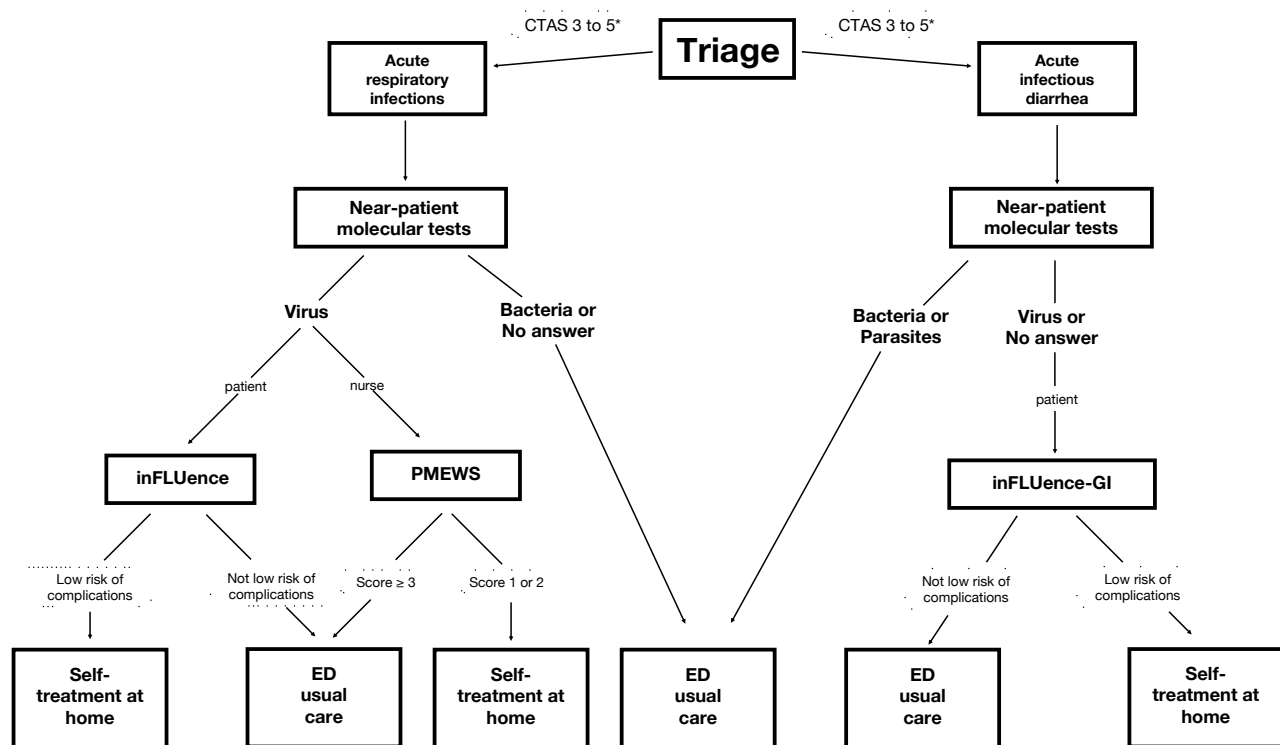 CTAS 3 to 5*
Triage
CTAS 3 to 5*
Acute
respiratory
infections
Acute
infectious
diarrhea
Near-patient
molecular tests
Near-patient
molecular tests
Virus
Bacteria or
No answer
Bacteria or
Parasites
Virus or
No answer
patient
nurse
patient
inFLUence
PMEWS
inFLUence-GI
Low risk of
complications
Not low risk of
complications
Score ≥ 3
Score 1 or 2
Not low risk of
complications
Low risk of
complications
Self-
treatment at
home
ED
usual
care
Self-
treatment at
home
ED
usual
care
ED
usual
care
Self-
treatment at
home